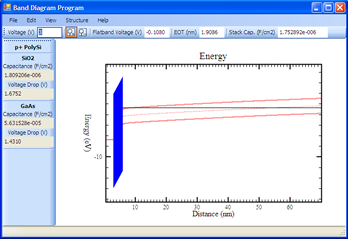 Band Diagram Program
File Edit View Structure Help
Voltage (V) Flatband Voltage (V) -0.1080 EOT (nm) 1.9086 Stack Cap. (F/cm2) 1.752892e-006
p+ PolySi
SiO2
Capacitance (F/cm2)
1.809206e-006
Voltage Drop (V)
1.6752
GaAs
Capacitance (F/cm2)
5.631528e-005
Voltage Drop (V)
1.4310
Energy
Energy (eV)
-10
10 20 30 40 50 60 70
Distance (nm)